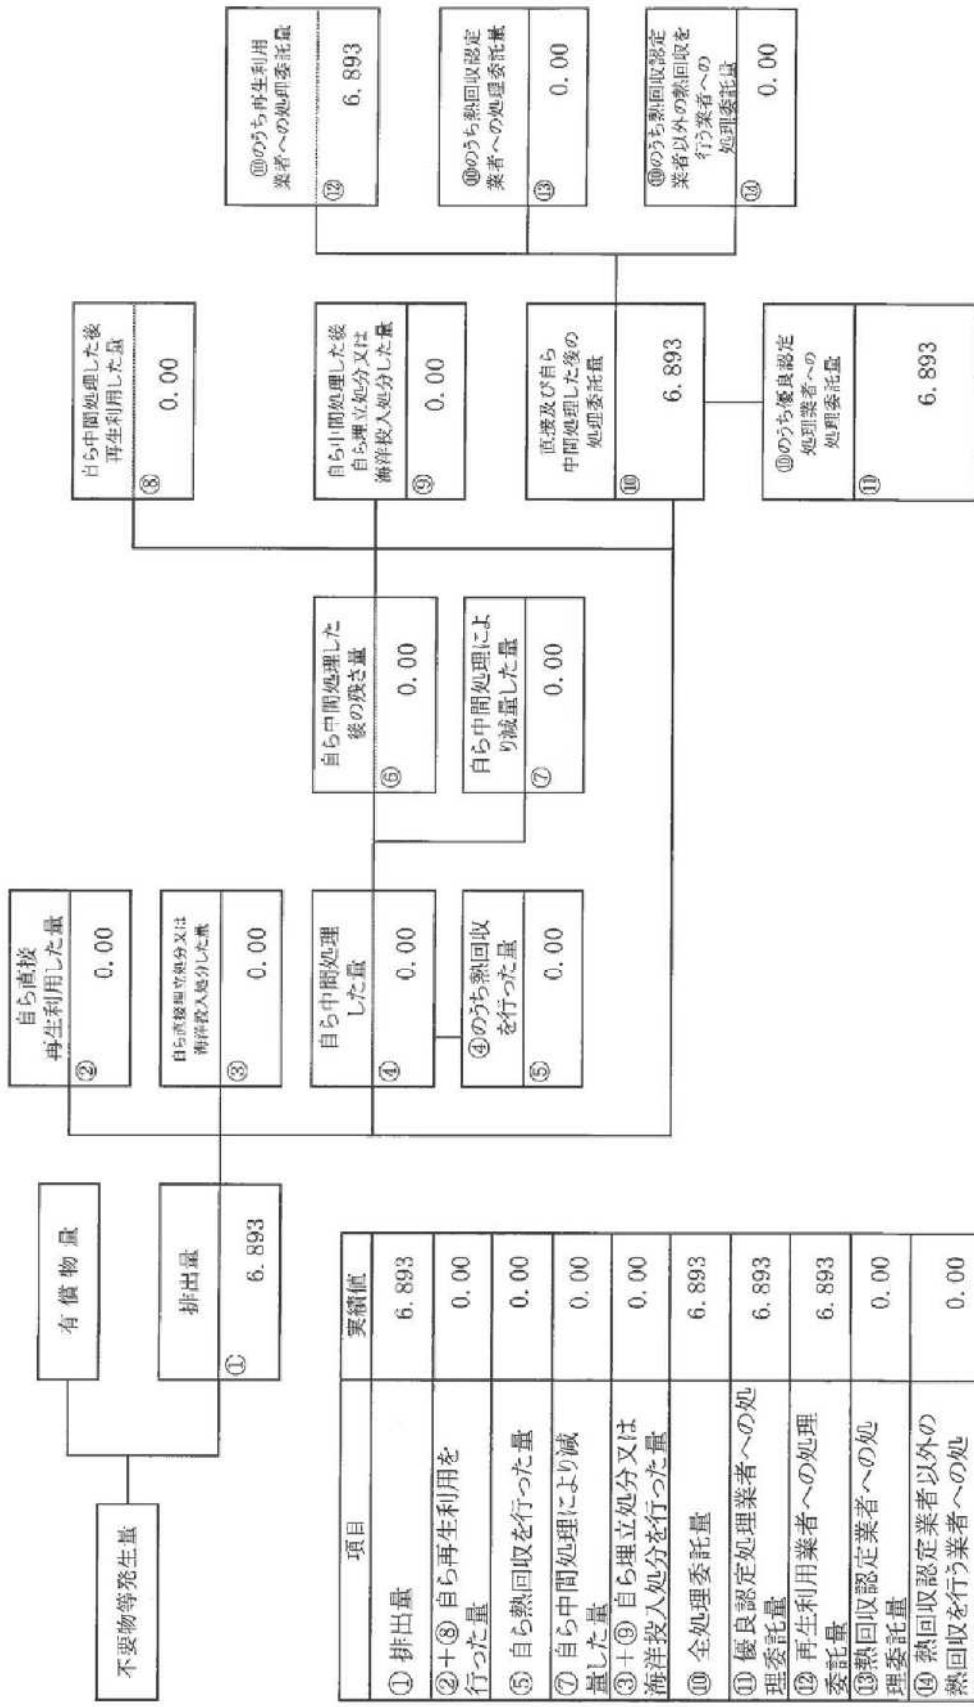 不要物等発生量
有 償 物 量
排出量
①
6.893
自ら直接
再生利用した量
②
0.00
自ら直接埋立処分又は
海洋投入処分した量
③
0.00
自ら中間処理
した量
④
0.00
④のうち熱回収
を行った量
⑤
0.00
自ら中間処理した
後の残さ量
⑥
0.00
自ら中間処理によ
り減量した量
⑦
0.00
自ら中間処理した後
再生利用した量
⑧
0.00
自ら中間処理した後
自ら埋立処分又は
海洋投入処分した量
⑨
0.00
直接及び自ら
中間処理した後の
処理委託量
⑩
6.893
⑩のうち優良認定
処理業者への
処理委託量
⑪
6.893
⑩のうち再生利用
業者への処理委託量
⑫
6.893
⑩のうち熱回収認定
業者への処理委託量
⑬
0.00
⑩のうち熱回収認定
業者以外の熱回収を
行う業者への
処理委託量
⑭
0.00
項目 実績値
① 排出量 6.893
②＋⑧ 自ら再生利用を
行った量 0.00
⑤ 自ら熱回収を行った量 0.00
⑦ 自ら中間処理により減
量した量 0.00
③＋⑨ 自ら埋立処分又は
海洋投入処分を行った量 0.00
⑩ 全処理委託量 6.893
⑪ 優良認定処理業者への処
理委託量 6.893
⑫ 再生利用業者への処理
委託量 6.893
⑬熱回収認定業者への処
理委託量 0.00
⑭ 熱回収認定業者以外の
熱回収を行う業者への処 0.00